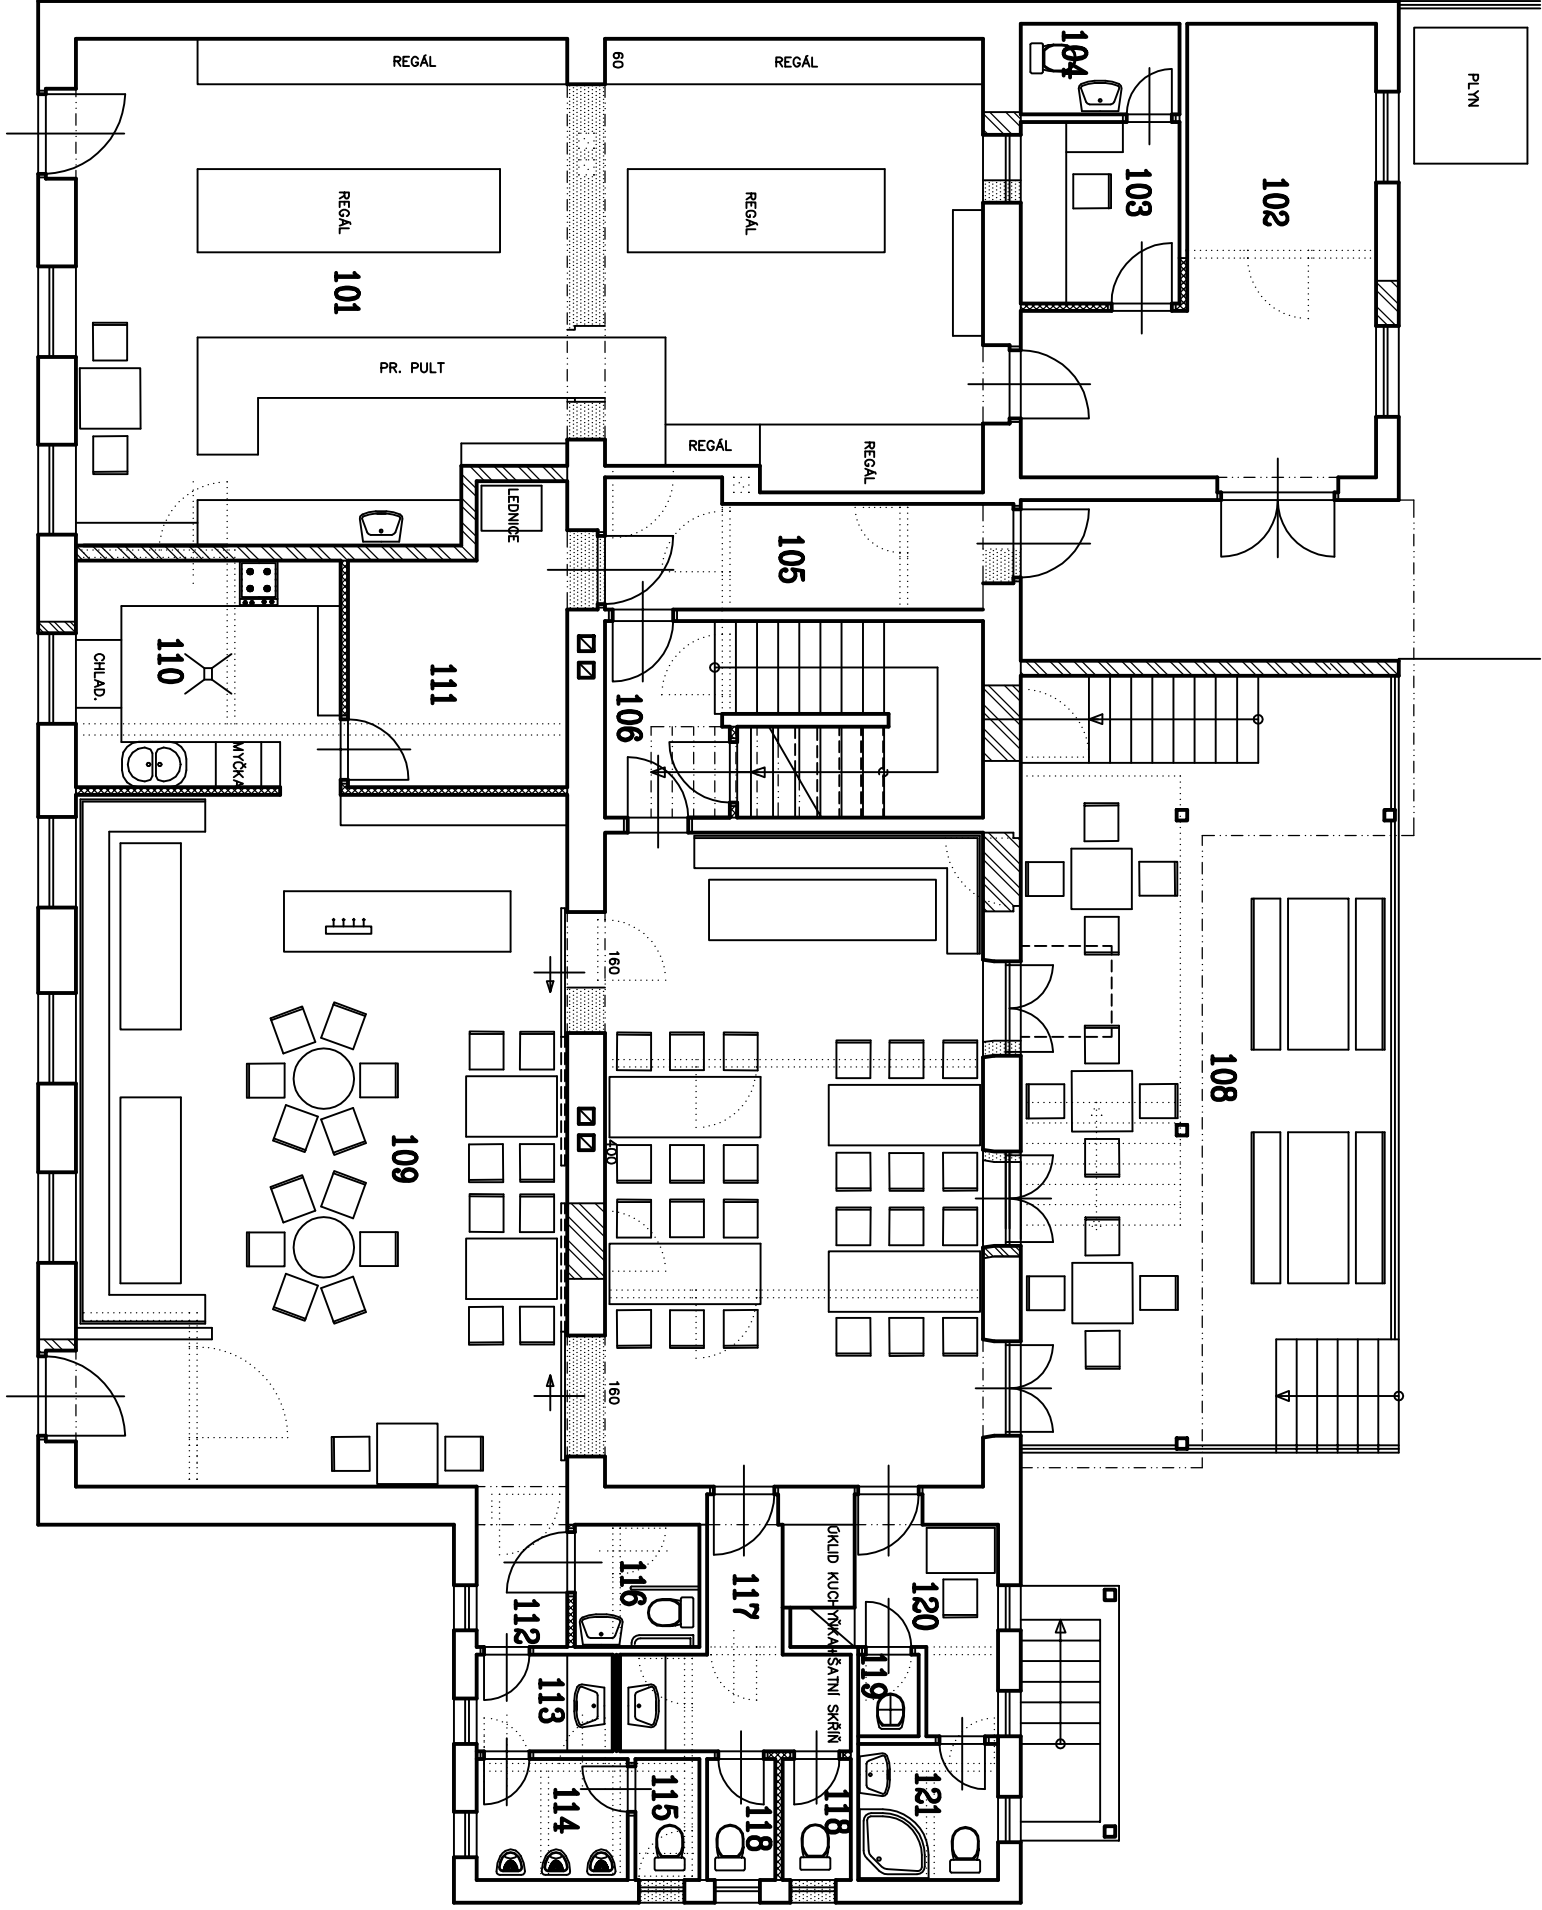 REGÁL
60
REGÁL
104
PLYN
REGÁL
REGÁL
103
102
101
PR. PULT
REGÁL
REGÁL
LEDNICE
105
110
CHLAD.
111
106
MYČKA
160
108
109
400
160
ÚKLID KUCHYŇKA+ŠATNÍ SKŘÍŇ
116
117
120
112
119
113
114
115
118
118
121